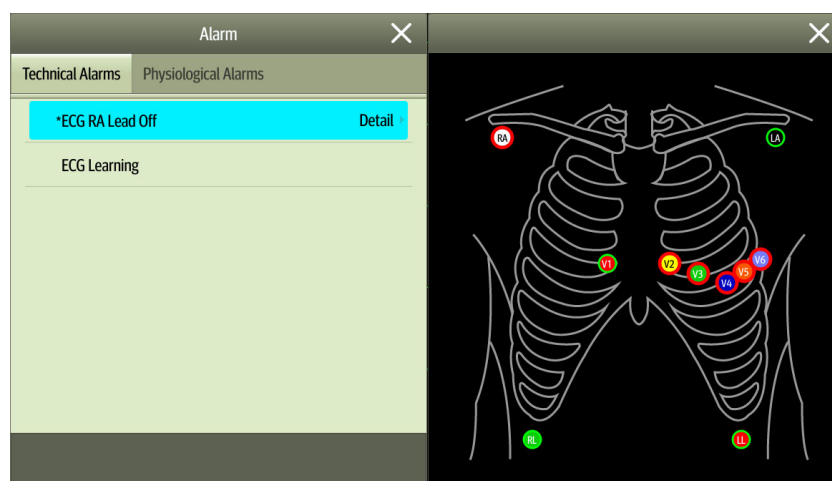 Alarm
Technical Alarms Physiological Alarms
*ECG RA Lead Off Detail
ECG Learning
RA LA
V1 V2 V3 V4 V5 V6
RL LL